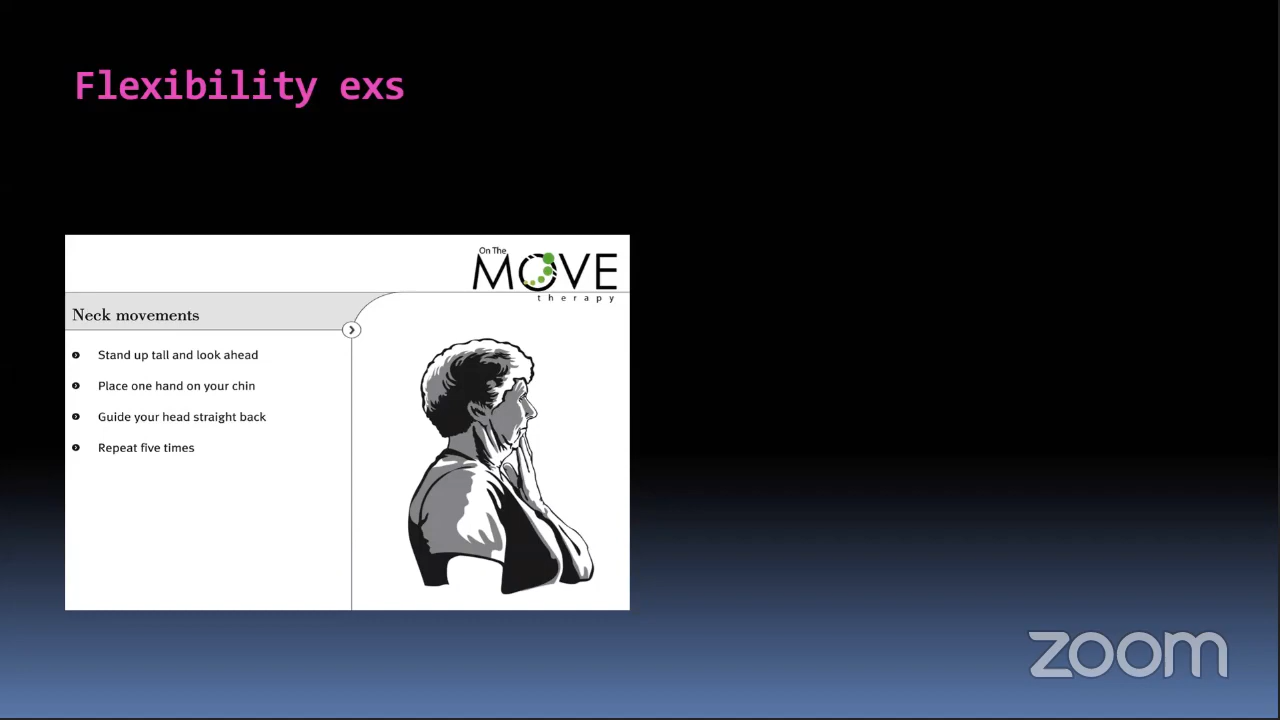 Flexibility exs
On The
MOVE
therapy
Neck movements
Stand up tall and look ahead
Place one hand on your chin
Guide your head straight back
Repeat five times
zoom